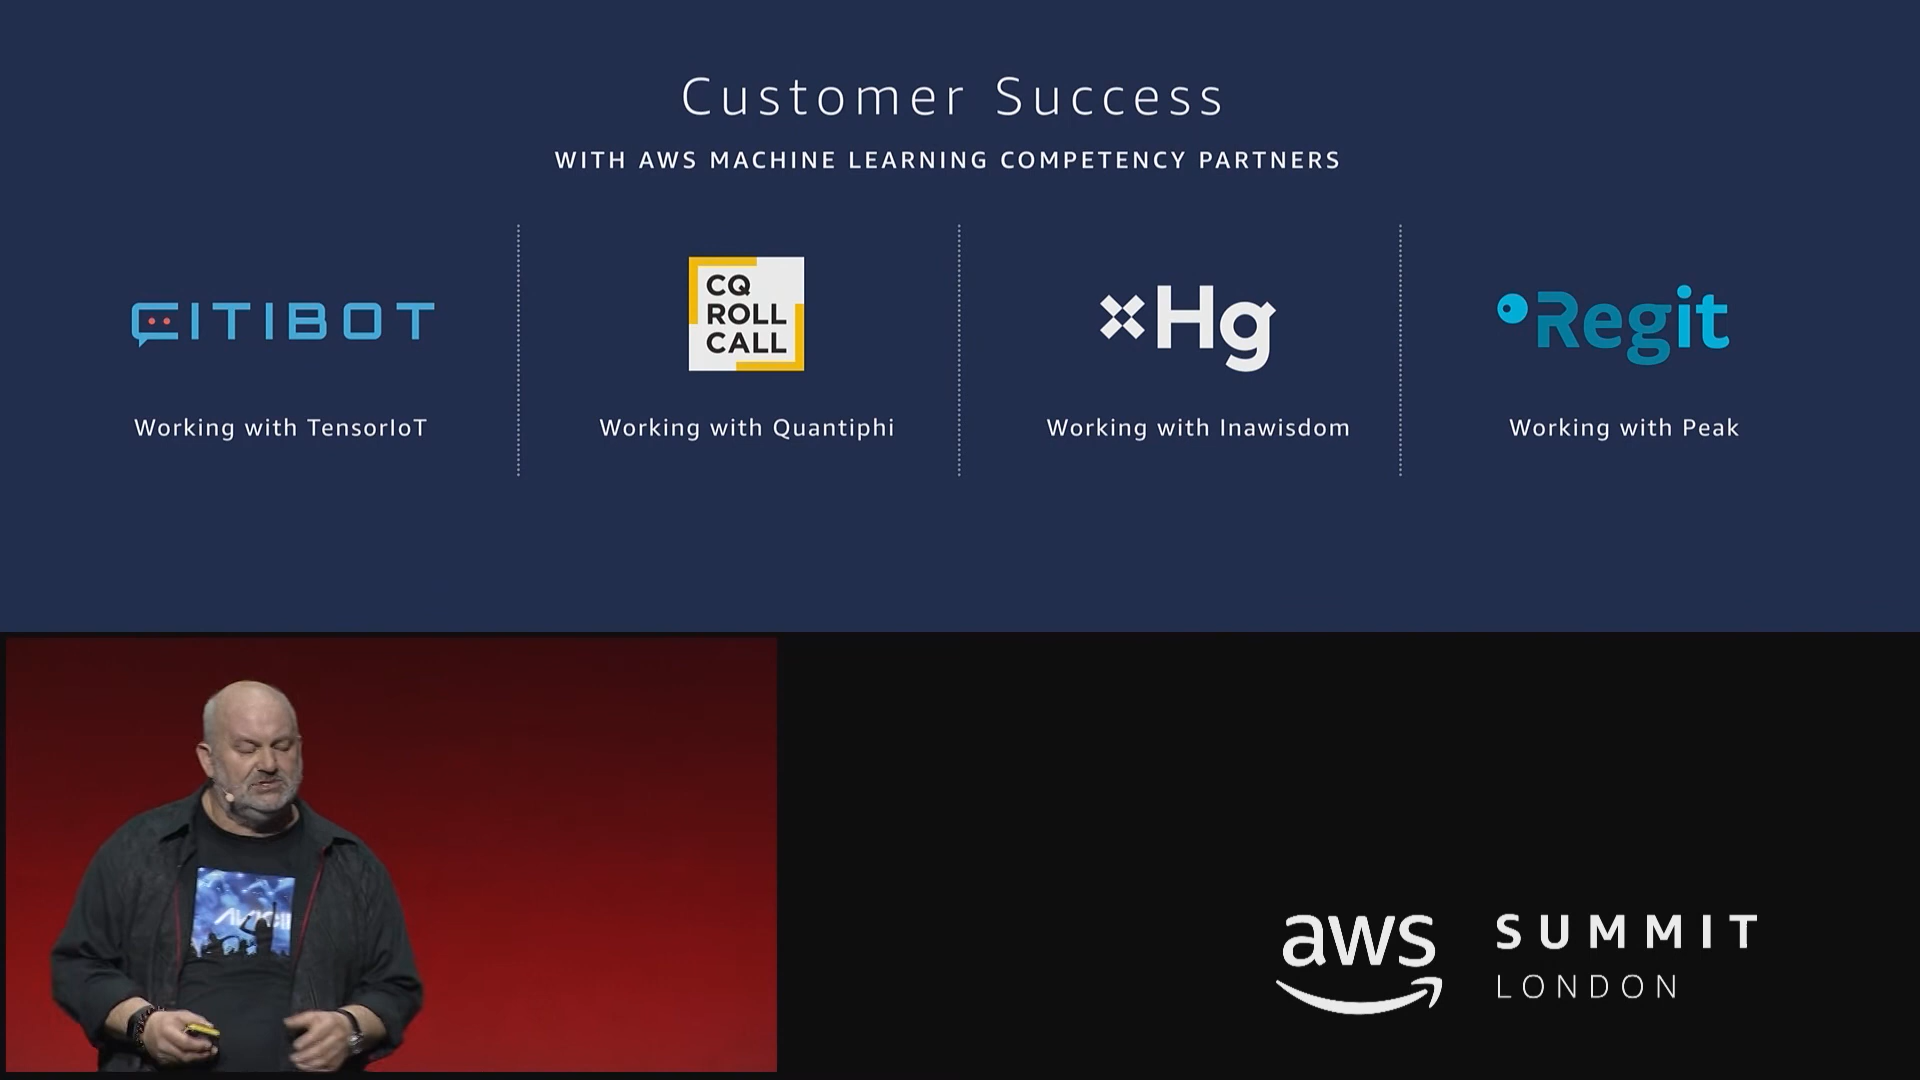 Customer Success
WITH AWS MACHINE LEARNING COMPETENCY PARTNERS
CITIBOT
CQ
ROLL
CALL
Hg
Regit
Working with TensorIoT
Working with Quantiphi
Working with Inawisdom
Working with Peak
AVICII
aws
SUMMIT
LONDON